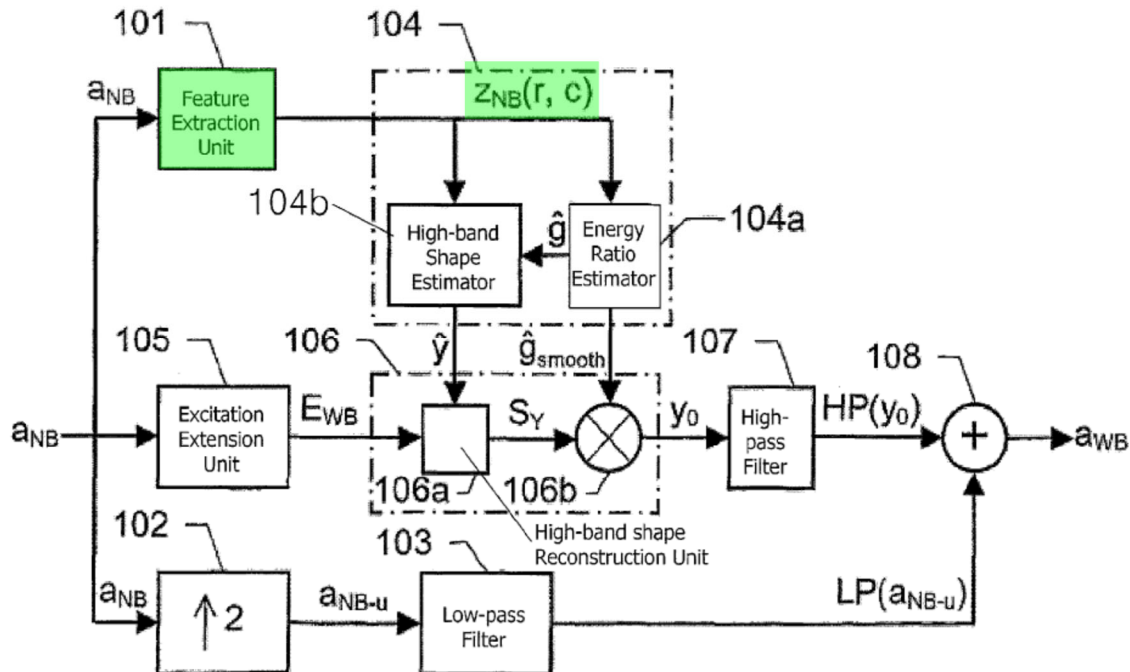 101
104
a_NB
Feature
Extraction
Unit
z_NB(r, c)
104b
High-band
Shape
Estimator
ĝ
Energy
Ratio
Estimator
104a
105
106
ŷ
ĝ_smooth
107
108
a_NB
Excitation
Extension
Unit
E_WB
S_Y
y_0
High-
pass
Filter
HP(y_0)
+
a_WB
106a
106b
High-band shape
Reconstruction Unit
102
103
a_NB
↑2
a_NB-u
Low-pass
Filter
LP(a_NB-u)